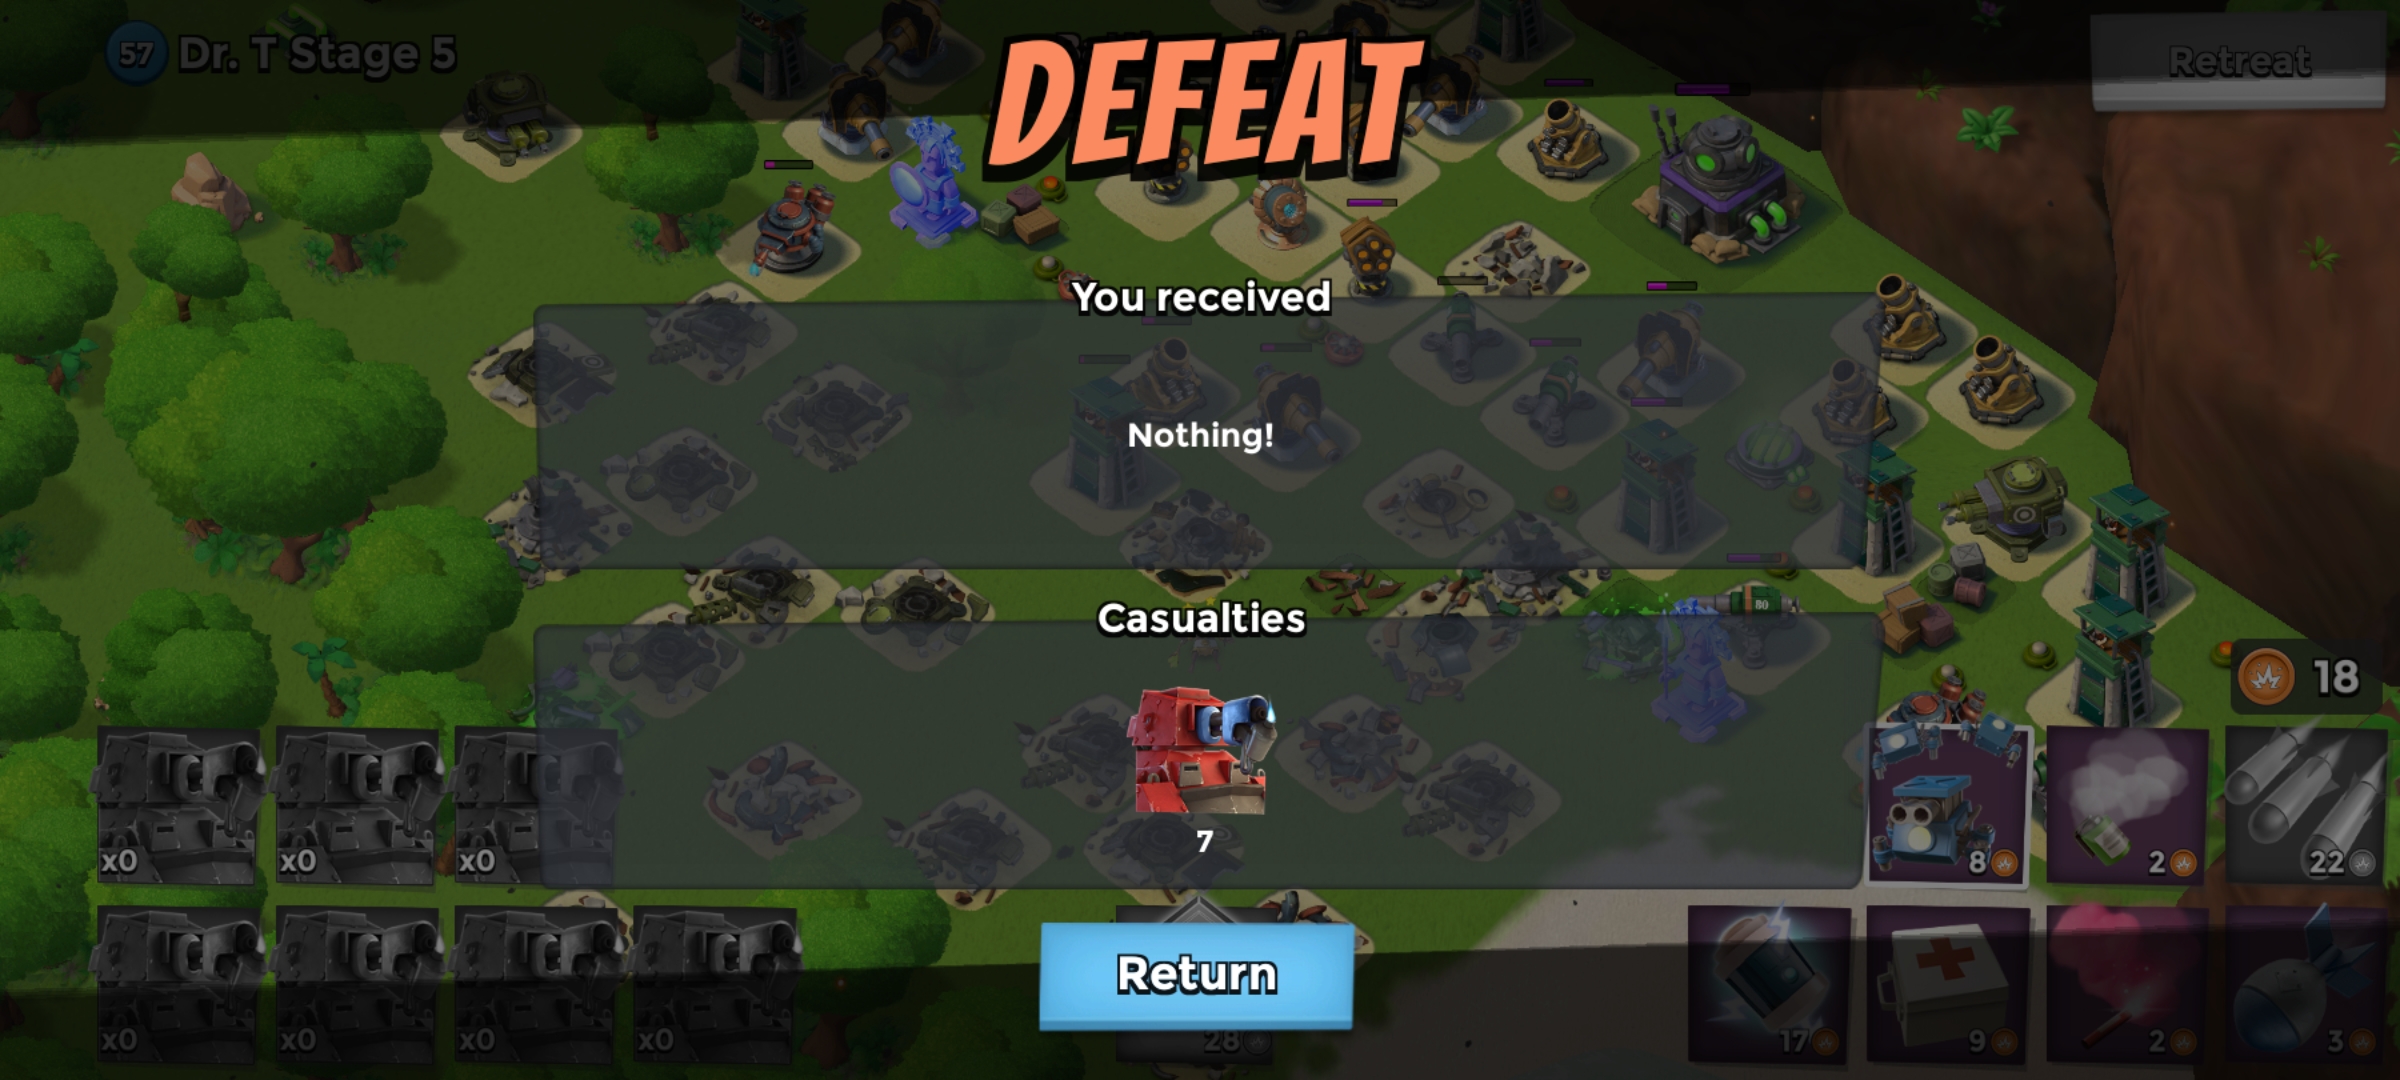 57 Dr. T Stage 5
DEFEAT
Retreat
You received
Nothing!
80
Casualties
18
7
x0 x0 x0
8 2 22
Return
x0 x0 x0 x0
28
17 9 2 3